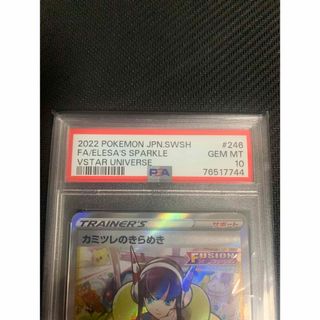 2022 POKEMON JPN.SWSH #246
FA/ELESA'S SPARKLE GEM MT
VSTAR UNIVERSE 10
PSA 76517744
TRAINER'S サポート
カミツレのきらめき FUSION